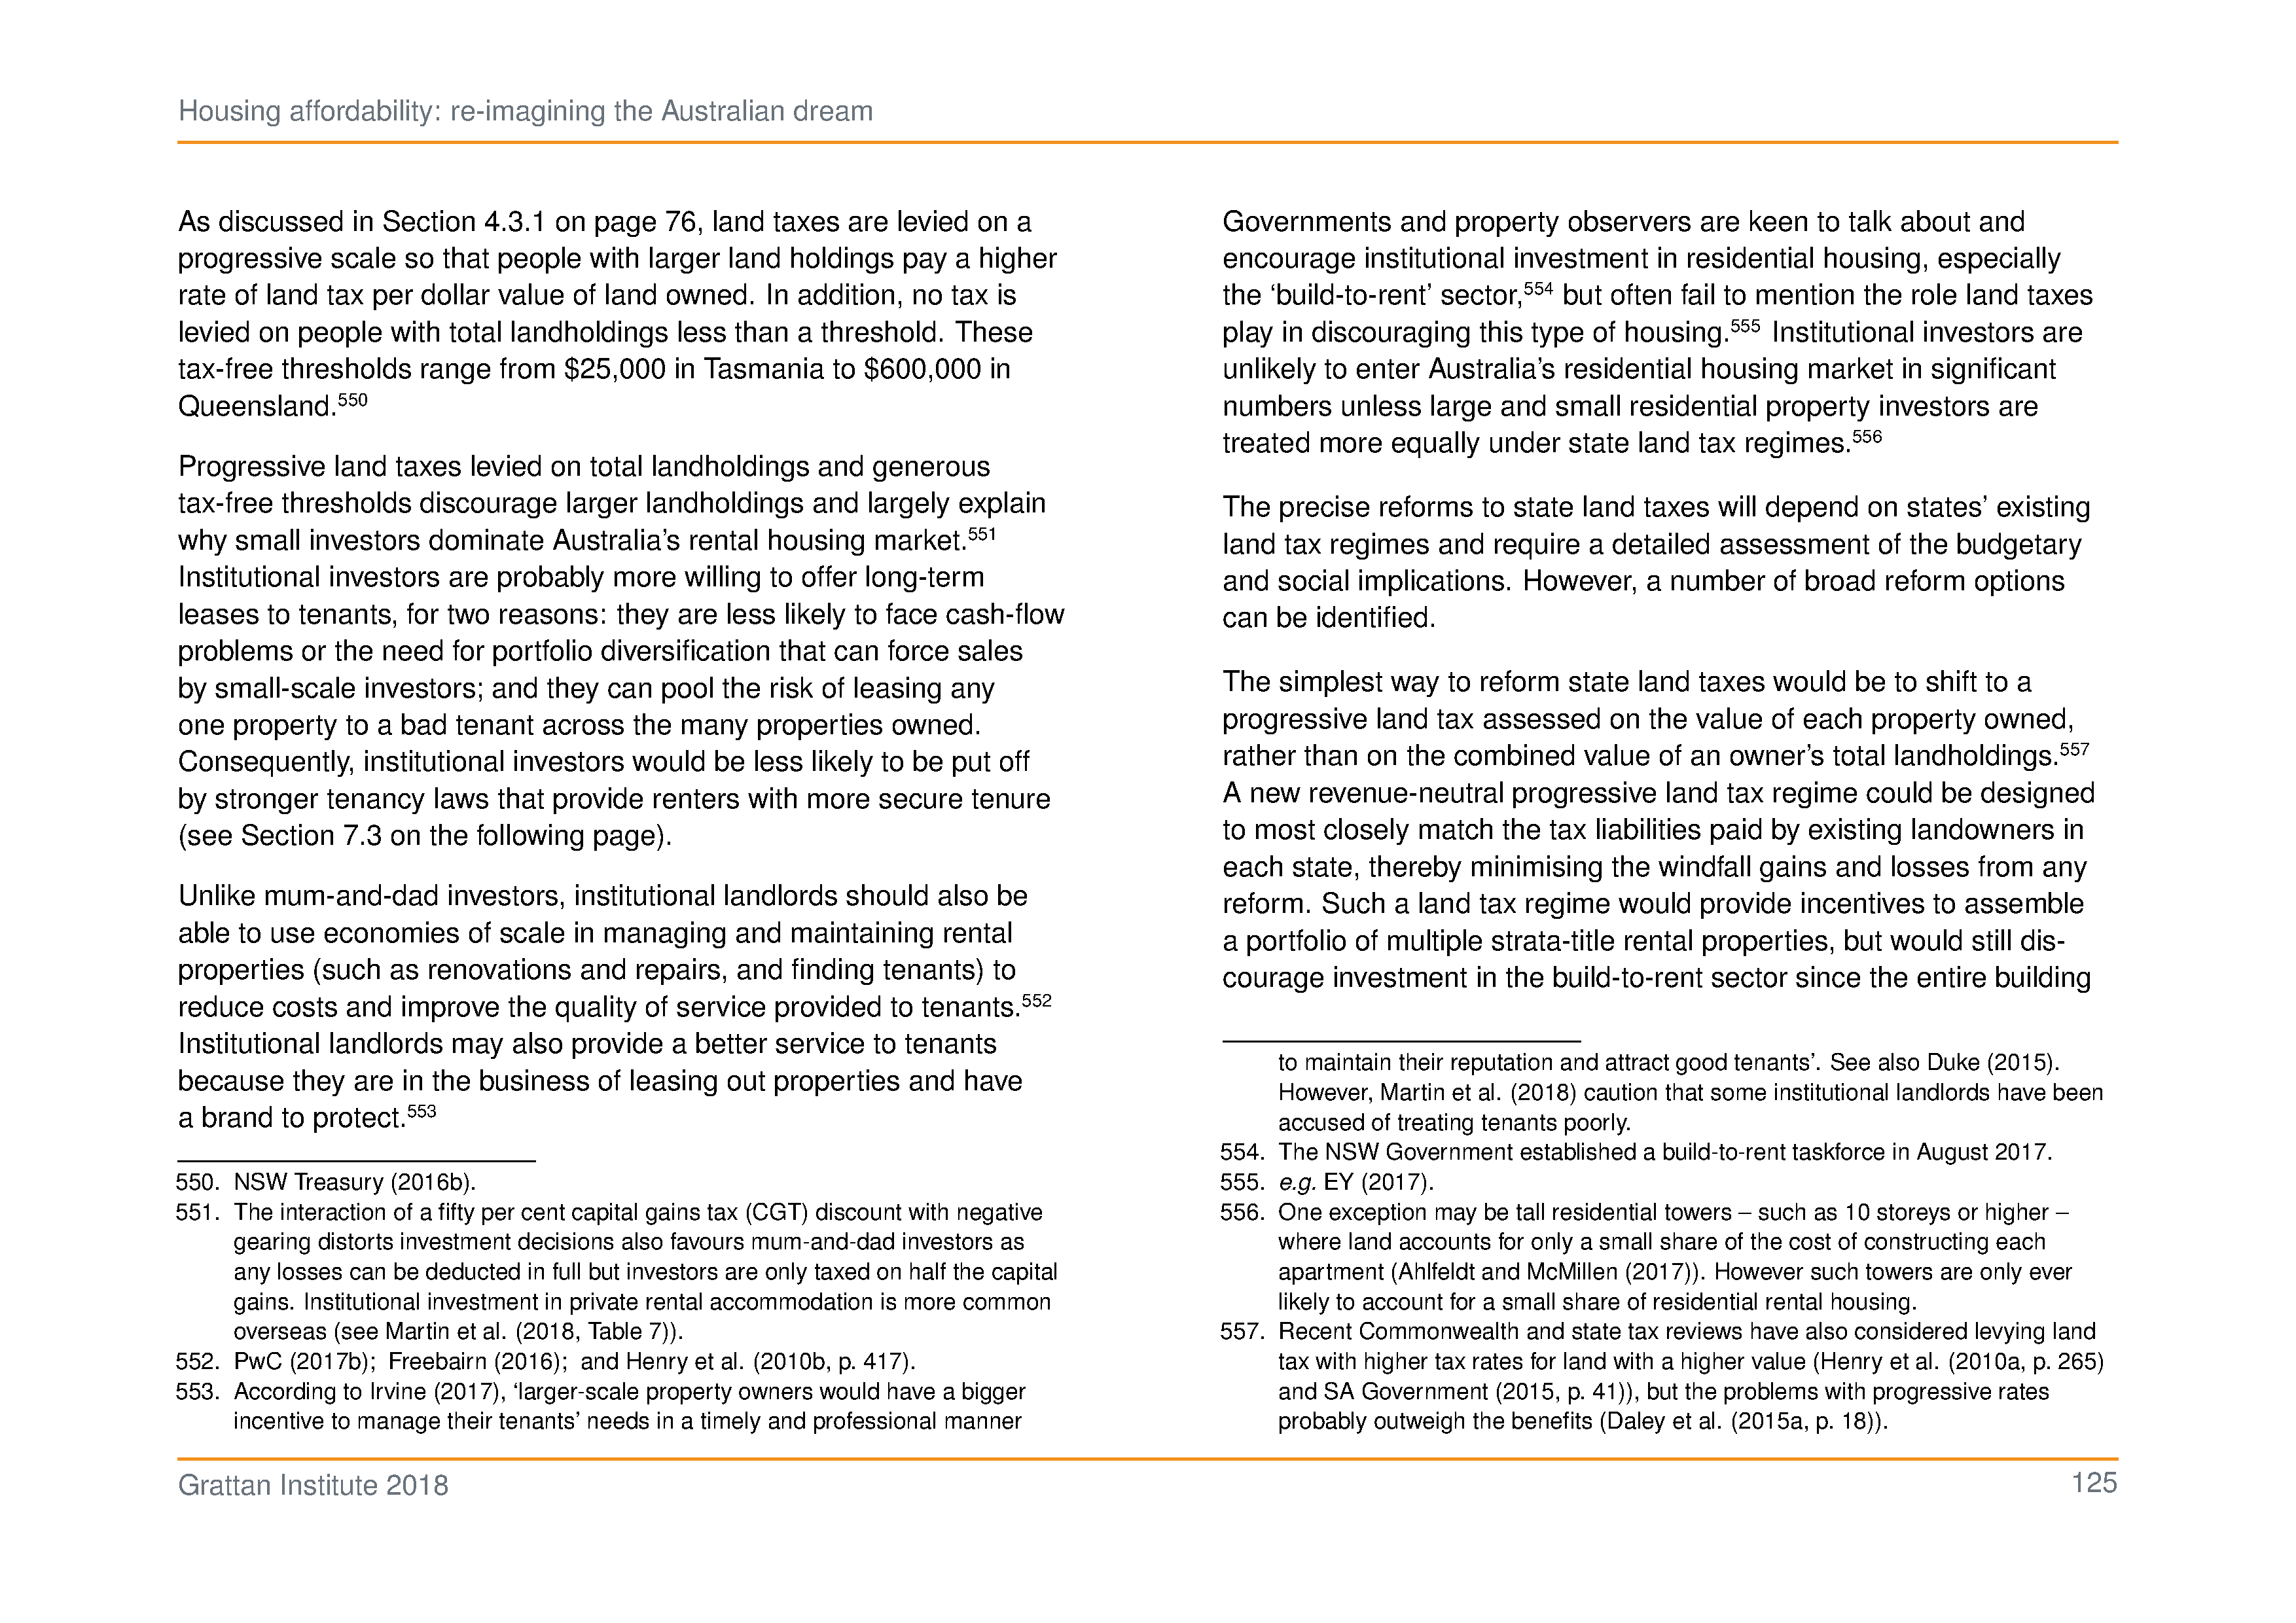 Housing affordability: re-imagining the Australian dream
As discussed in Section 4.3.1 on page 76, land taxes are levied on a
progressive scale so that people with larger land holdings pay a higher
rate of land tax per dollar value of land owned. In addition, no tax is
levied on people with total landholdings less than a threshold. These
tax-free thresholds range from $25,000 in Tasmania to $600,000 in
Queensland.550
Progressive land taxes levied on total landholdings and generous
tax-free thresholds discourage larger landholdings and largely explain
why small investors dominate Australia's rental housing market.551
Institutional investors are probably more willing to offer long-term
leases to tenants, for two reasons: they are less likely to face cash-flow
problems or the need for portfolio diversification that can force sales
by small-scale investors; and they can pool the risk of leasing any
one property to a bad tenant across the many properties owned.
Consequently, institutional investors would be less likely to be put off
by stronger tenancy laws that provide renters with more secure tenure
(see Section 7.3 on the following page).
Unlike mum-and-dad investors, institutional landlords should also be
able to use economies of scale in managing and maintaining rental
properties (such as renovations and repairs, and finding tenants) to
reduce costs and improve the quality of service provided to tenants.552
Institutional landlords may also provide a better service to tenants
because they are in the business of leasing out properties and have
a brand to protect.553
550. NSW Treasury (2016b).
551. The interaction of a fifty per cent capital gains tax (CGT) discount with negative
gearing distorts investment decisions also favours mum-and-dad investors as
any losses can be deducted in full but investors are only taxed on half the capital
gains. Institutional investment in private rental accommodation is more common
overseas (see Martin et al. (2018, Table 7)).
552. PwC (2017b); Freebairn (2016); and Henry et al. (2010b, p. 417).
553. According to Irvine (2017), 'larger-scale property owners would have a bigger
incentive to manage their tenants' needs in a timely and professional manner
Governments and property observers are keen to talk about and
encourage institutional investment in residential housing, especially
the 'build-to-rent' sector,554 but often fail to mention the role land taxes
play in discouraging this type of housing.555 Institutional investors are
unlikely to enter Australia's residential housing market in significant
numbers unless large and small residential property investors are
treated more equally under state land tax regimes.556
The precise reforms to state land taxes will depend on states' existing
land tax regimes and require a detailed assessment of the budgetary
and social implications. However, a number of broad reform options
can be identified.
The simplest way to reform state land taxes would be to shift to a
progressive land tax assessed on the value of each property owned,
rather than on the combined value of an owner's total landholdings.557
A new revenue-neutral progressive land tax regime could be designed
to most closely match the tax liabilities paid by existing landowners in
each state, thereby minimising the windfall gains and losses from any
reform. Such a land tax regime would provide incentives to assemble
a portfolio of multiple strata-title rental properties, but would still dis-
courage investment in the build-to-rent sector since the entire building
to maintain their reputation and attract good tenants'. See also Duke (2015).
However, Martin et al. (2018) caution that some institutional landlords have been
accused of treating tenants poorly.
554. The NSW Government established a build-to-rent taskforce in August 2017.
555. e.g. EY (2017).
556. One exception may be tall residential towers – such as 10 storeys or higher –
where land accounts for only a small share of the cost of constructing each
apartment (Ahlfeldt and McMillen (2017)). However such towers are only ever
likely to account for a small share of residential rental housing.
557. Recent Commonwealth and state tax reviews have also considered levying land
tax with higher tax rates for land with a higher value (Henry et al. (2010a, p. 265)
and SA Government (2015, p. 41)), but the problems with progressive rates
probably outweigh the benefits (Daley et al. (2015a, p. 18)).
Grattan Institute 2018
125